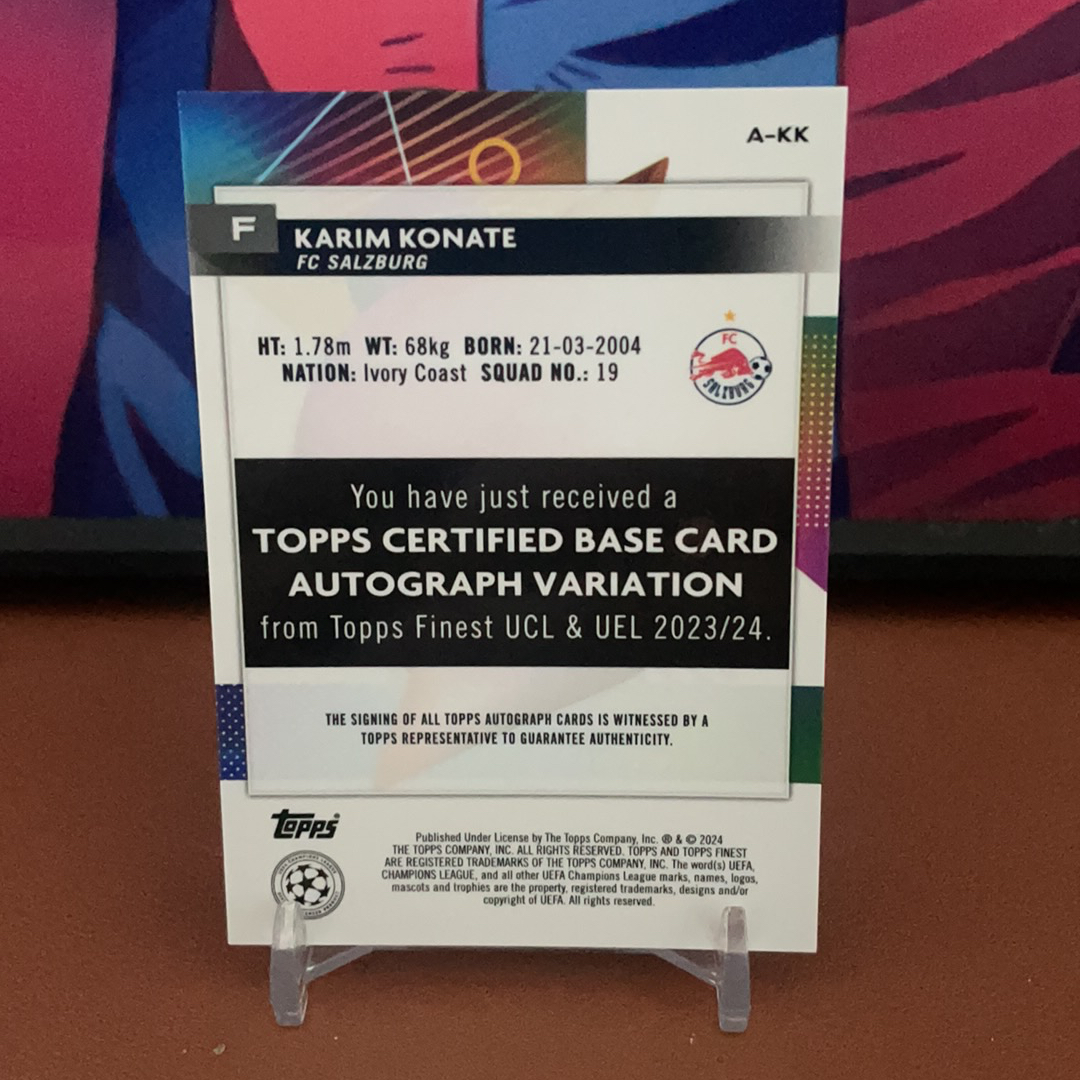 A-KK
F
KARIM KONATE
FC SALZBURG
HT: 1.78m WT: 68kg BORN: 21-03-2004
NATION: Ivory Coast SQUAD NO.: 19
FC
SALZBURG
You have just received a
TOPPS CERTIFIED BASE CARD
AUTOGRAPH VARIATION
from Topps Finest UCL & UEL 2023/24.
THE SIGNING OF ALL TOPPS AUTOGRAPH CARDS IS WITNESSED BY A
TOPPS REPRESENTATIVE TO GUARANTEE AUTHENTICITY.
Topps®
Published Under License by The Topps Company, Inc. ® & © 2024
THE TOPPS COMPANY, INC. ALL RIGHTS RESERVED. TOPPS AND TOPPS FINEST
ARE REGISTERED TRADEMARKS OF THE TOPPS COMPANY, INC. The word(s) UEFA,
CHAMPIONS LEAGUE, and all other UEFA Champions League marks, names, logos,
mascots and trophies are the property, registered trademarks, designs and/or
copyright of UEFA. All rights reserved.